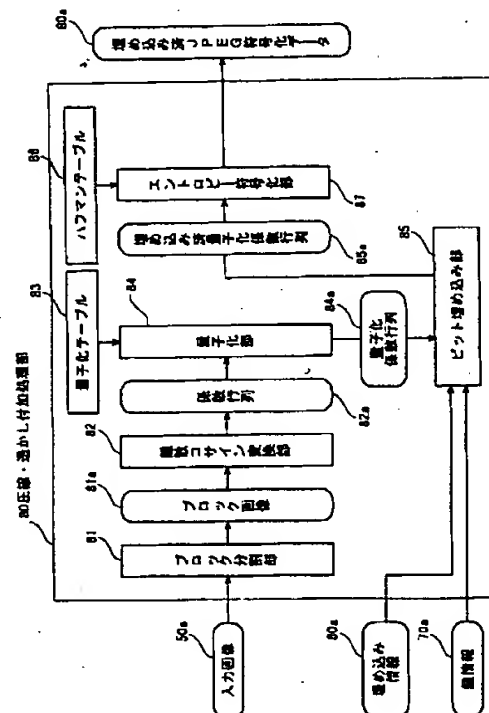 80圧縮・透かし付加処理部
83
量子化テーブル
86
ハフマンテーブル
50a
入力画像
81
ブロック分割部
81a
ブロック画像
82
離散コサイン変換部
82a
係数行列
84
量子化部
84a
量子化
係数行列
85
ビット埋め込み部
85a
埋め込み済量子化係数行列
87
エントロピー符号化部
80a
埋め込み済JPEG符号化データ
埋め込み
情報
70a
鍵情報